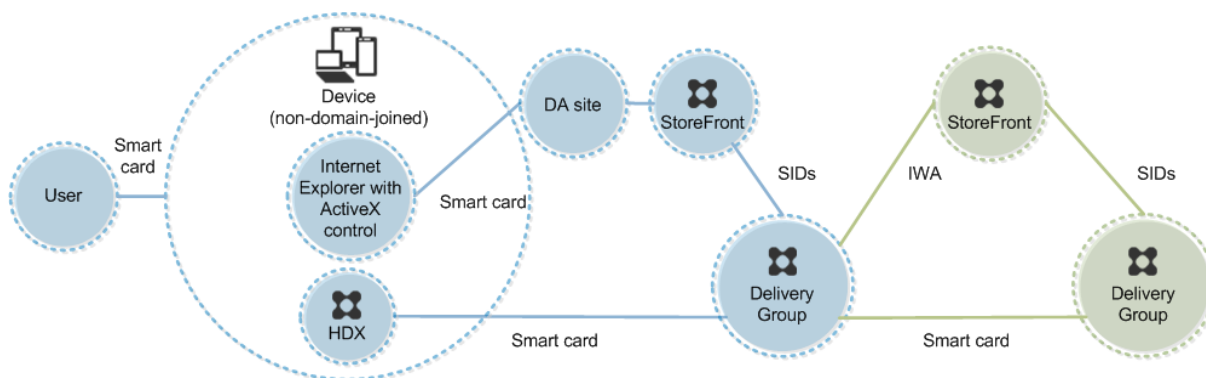 User
Smart
card
Device
(non-domain-joined)
Internet
Explorer with
ActiveX
control
HDX
Smart card
DA site
StoreFront
SIDs
Smart card
Delivery
Group
IWA
StoreFront
SIDs
Smart card
Delivery
Group